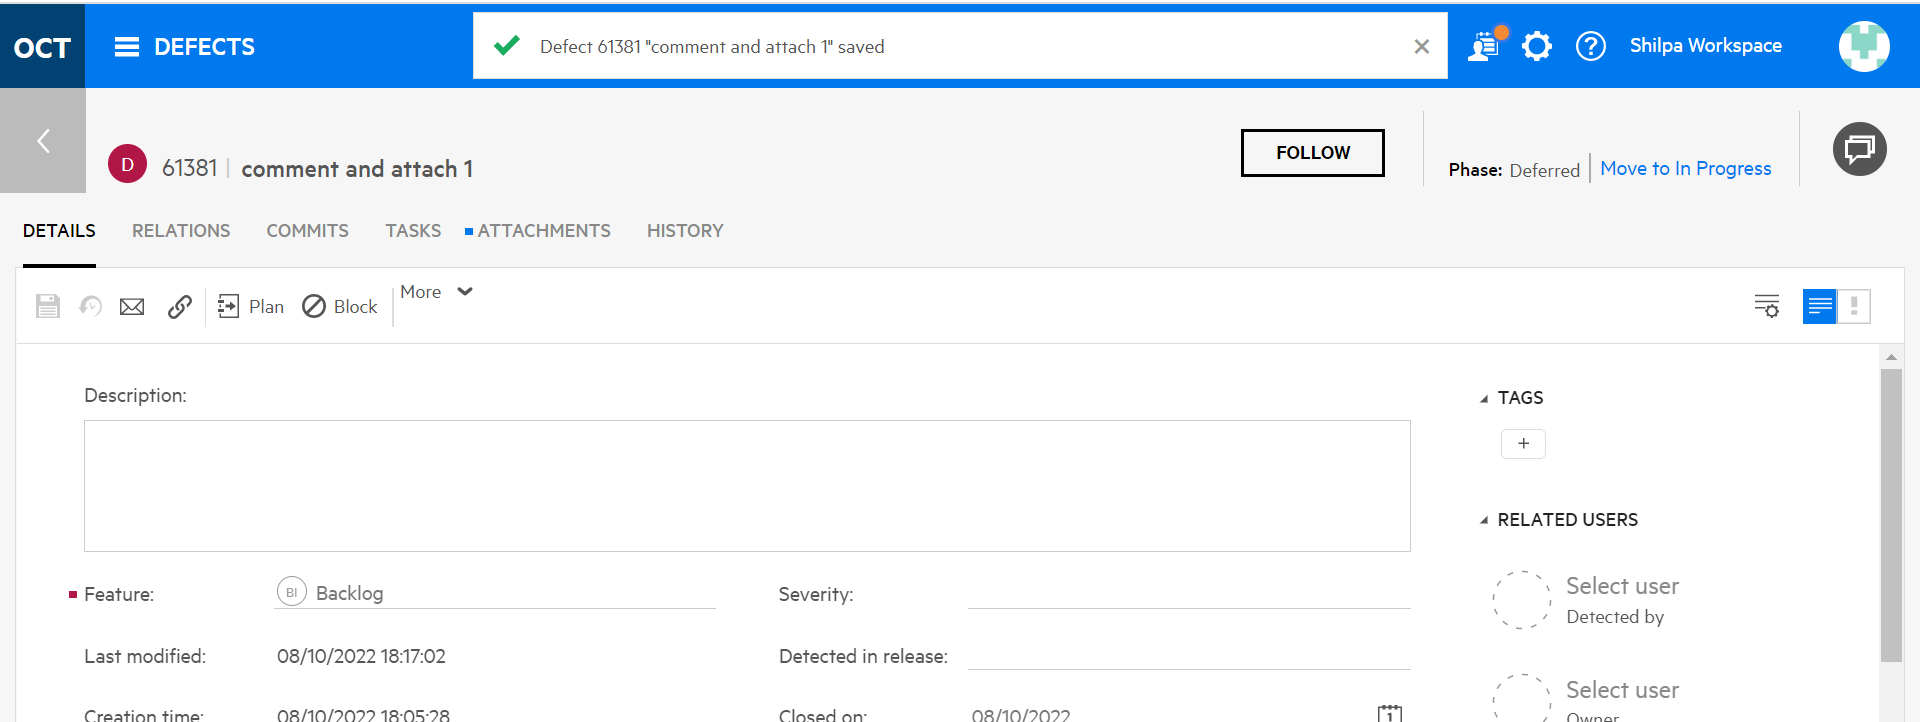 OCT
DEFECTS
Defect 61381 "comment and attach 1" saved
Shilpa Workspace
D
61381
comment and attach 1
FOLLOW
Phase: Deferred
Move to In Progress
DETAILS
RELATIONS
COMMITS
TASKS
ATTACHMENTS
HISTORY
Plan
Block
More
Description:
TAGS
+
RELATED USERS
Feature:
BI
Backlog
Severity:
Select user
Detected by
Last modified:
08/10/2022 18:17:02
Detected in release:
Select user
Owner
Creation time:
08/10/2022 18:05:28
Closed on:
08/10/2022
1